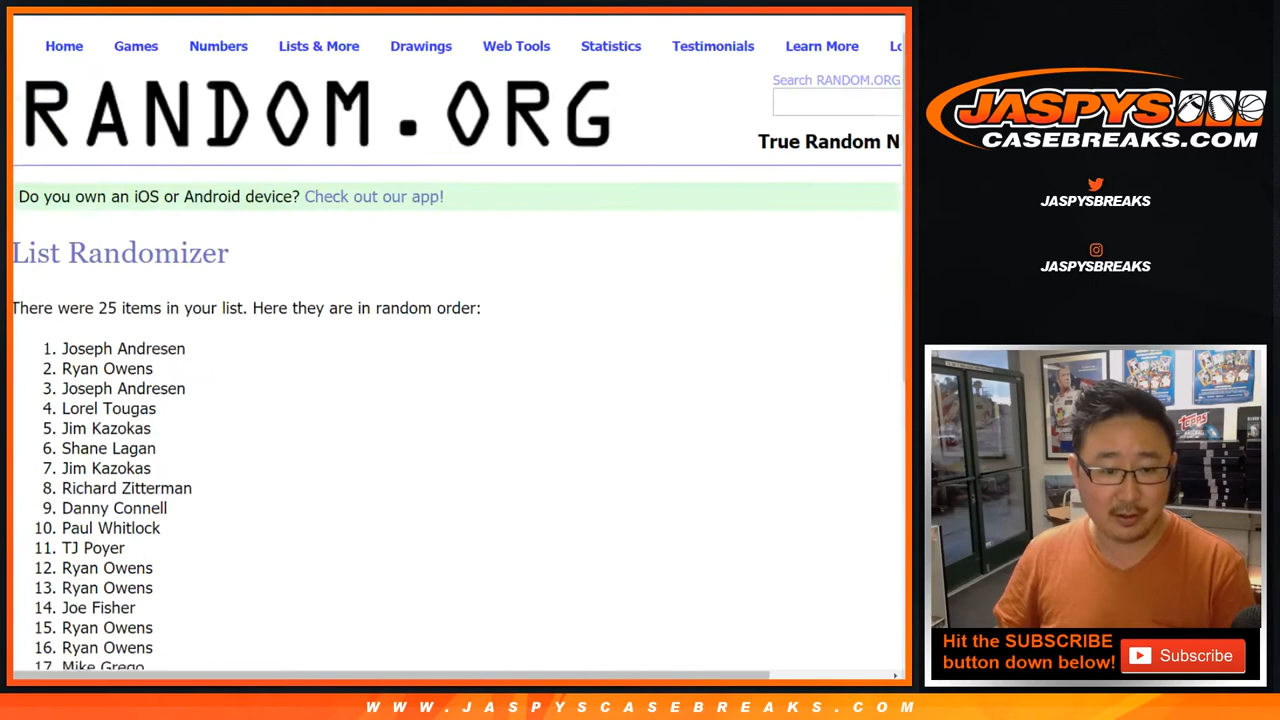 Home Games Numbers Lists & More Drawings Web Tools Statistics Testimonials Learn More Lo
RANDOM.ORG
Search RANDOM.ORG
True Random N
Do you own an iOS or Android device? Check out our app!
List Randomizer
There were 25 items in your list. Here they are in random order:
1. Joseph Andresen
2. Ryan Owens
3. Joseph Andresen
4. Lorel Tougas
5. Jim Kazokas
6. Shane Lagan
7. Jim Kazokas
8. Richard Zitterman
9. Danny Connell
10. Paul Whitlock
11. TJ Poyer
12. Ryan Owens
13. Ryan Owens
14. Joe Fisher
15. Ryan Owens
16. Ryan Owens
17. Mike Grego
JASPYS
CASEBREAKS.COM
JASPYSBREAKS
JASPYSBREAKS
topps
Hit the SUBSCRIBE
button down below!
Subscribe
WWW.JASPYSCASEBREAKS.COM